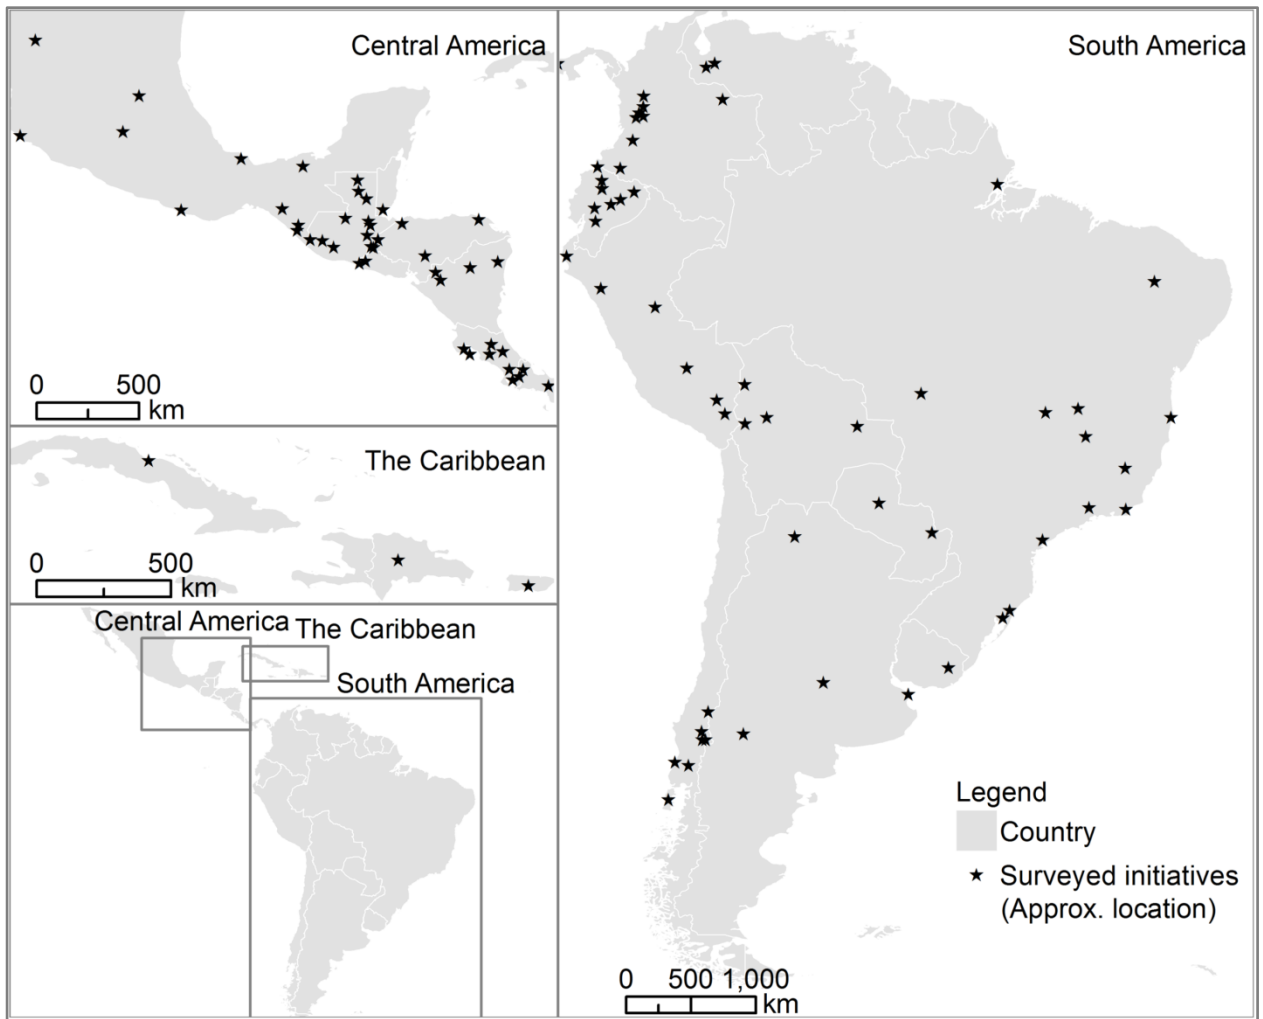 Central America
0 500
km
The Caribbean
0 500
km
Central America
The Caribbean
South America
South America
Legend
Country
Surveyed initiatives
(Approx. location)
0 500 1,000
km